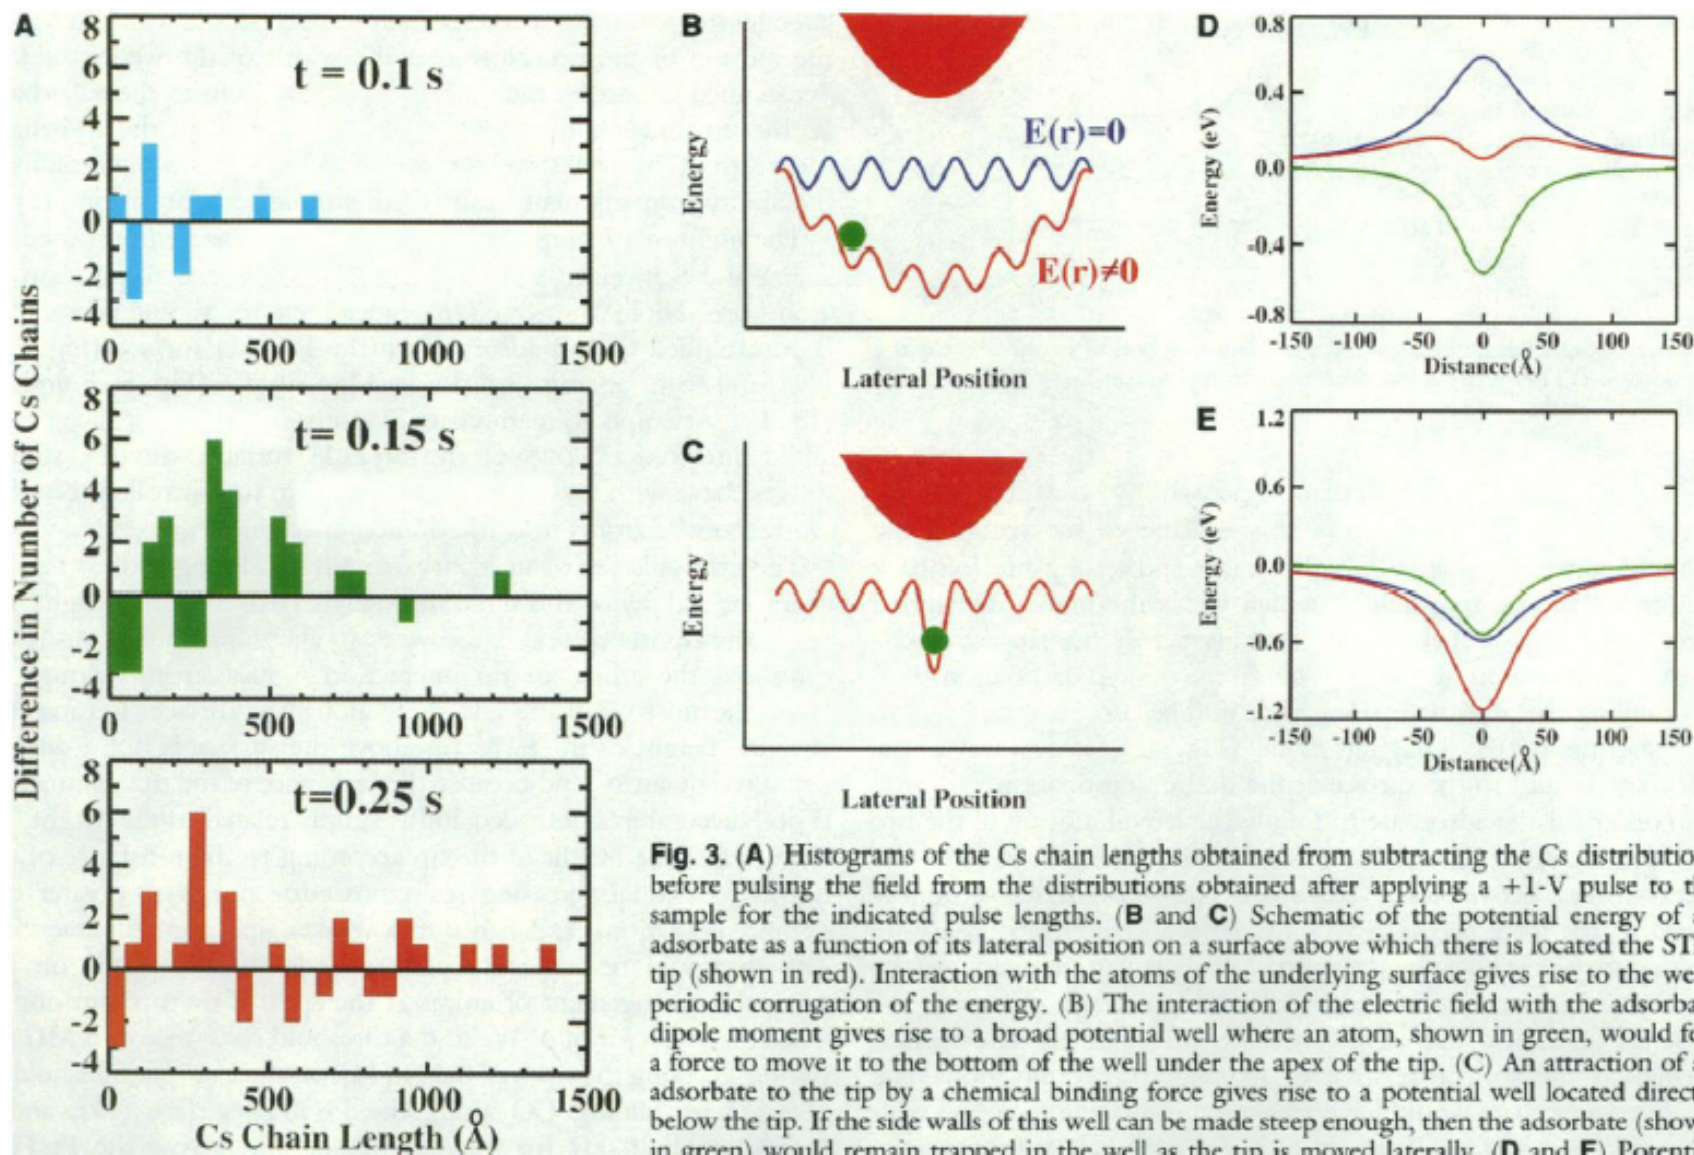 A
8
6
4
2
0
-2
-4
t = 0.1 s
0 500 1000 1500
8
6
4
2
0
-2
-4
t= 0.15 s
0 500 1000 1500
8
6
4
2
0
-2
-4
t=0.25 s
0 500 1000 1500
Difference in Number of Cs Chains
Cs Chain Length (Å)
B
Energy
E(r)=0
E(r)≠0
Lateral Position
C
Energy
Lateral Position
D
0.8
0.4
0.0
-0.4
-0.8
Energy (eV)
-150 -100 -50 0 50 100 150
Distance(Å)
E
1.2
0.6
0.0
-0.6
-1.2
Energy (eV)
-150 -100 -50 0 50 100 150
Distance(Å)
Fig. 3. (A) Histograms of the Cs chain lengths obtained from subtracting the Cs distribution
before pulsing the field from the distributions obtained after applying a +1-V pulse to th
sample for the indicated pulse lengths. (B and C) Schematic of the potential energy of a
adsorbate as a function of its lateral position on a surface above which there is located the ST
tip (shown in red). Interaction with the atoms of the underlying surface gives rise to the wea
periodic corrugation of the energy. (B) The interaction of the electric field with the adsorba
dipole moment gives rise to a broad potential well where an atom, shown in green, would fe
a force to move it to the bottom of the well under the apex of the tip. (C) An attraction of a
adsorbate to the tip by a chemical binding force gives rise to a potential well located direct
below the tip. If the side walls of this well can be made steep enough, then the adsorbate (show
in green) would remain trapped in the well as the tip is moved laterally. (D and E) Potenti